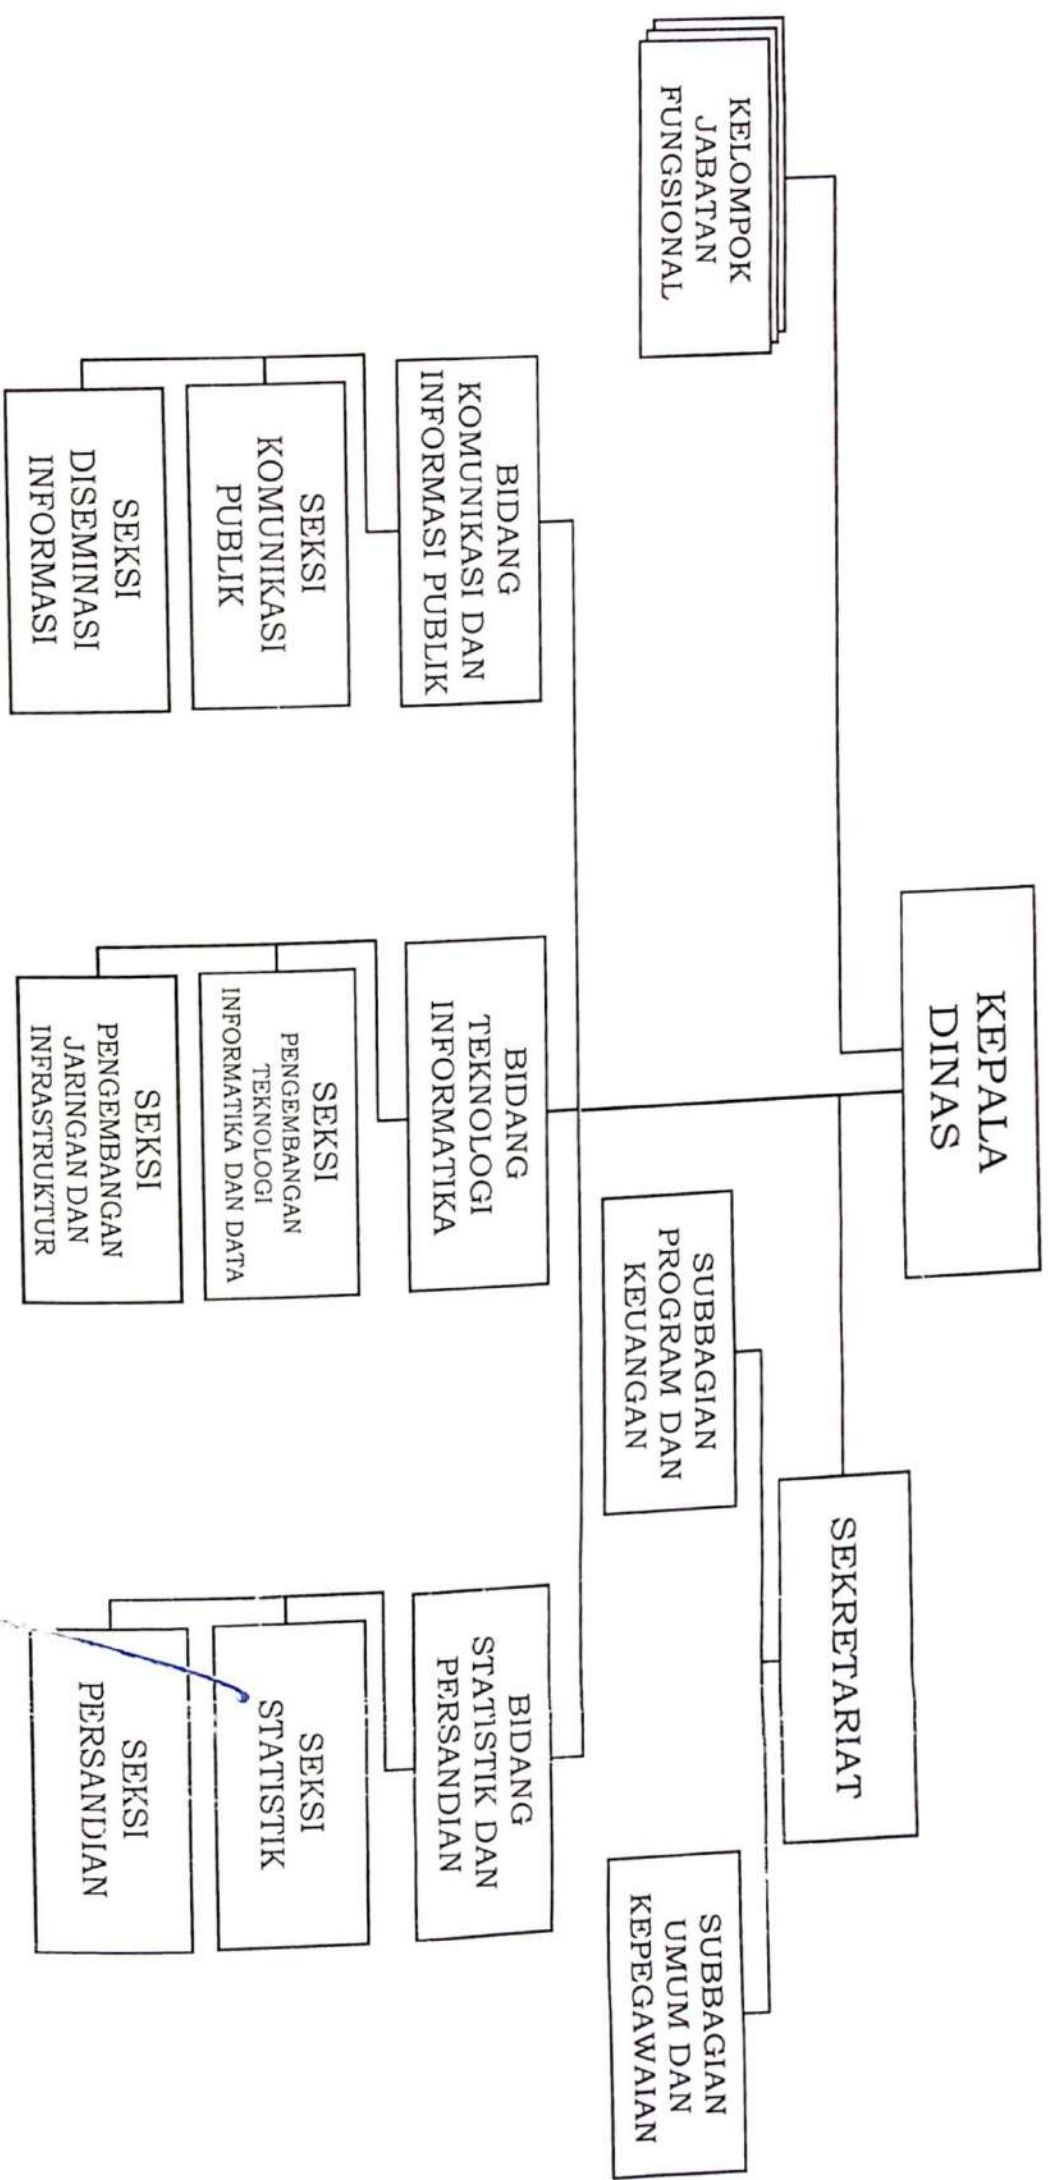 KEPALA
DINAS
KELOMPOK
JABATAN
FUNGSIONAL
SEKRETARIAT
SUBBAGIAN
PROGRAM DAN
KEUANGAN
SUBBAGIAN
UMUM DAN
KEPEGAWAIAN
BIDANG
KOMUNIKASI DAN
INFORMASI PUBLIK
SEKSI
KOMUNIKASI
PUBLIK
SEKSI
DISEMINASI
INFORMASI
BIDANG
TEKNOLOGI
INFORMATIKA
SEKSI
PENGEMBANGAN
TEKNOLOGI
INFORMATIKA DAN DATA
SEKSI
PENGEMBANGAN
JARINGAN DAN
INFRASTRUKTUR
BIDANG
STATISTIK DAN
PERSANDIAN
SEKSI
STATISTIK
SEKSI
PERSANDIAN